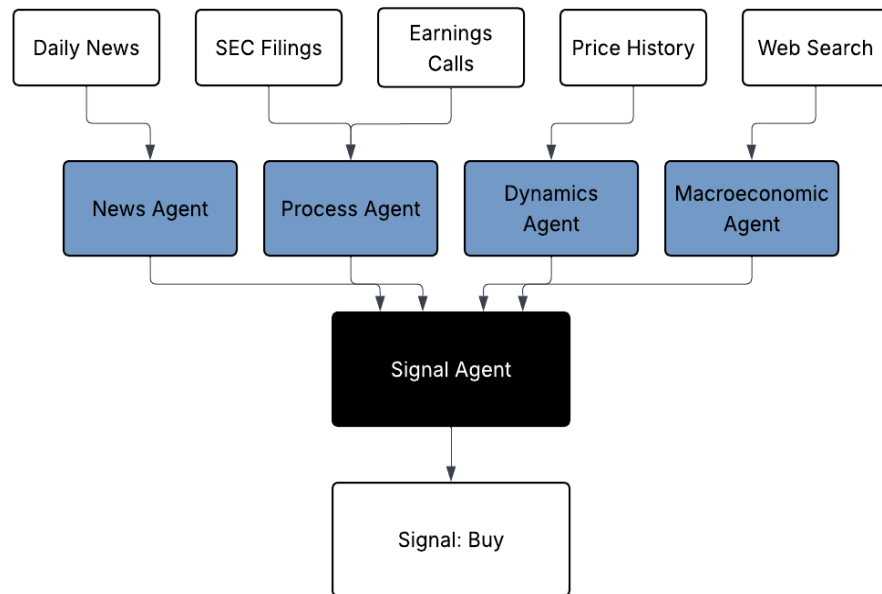 Daily News
SEC Filings
Earnings
Calls
Price History
Web Search
News Agent
Process Agent
Dynamics
Agent
Macroeconomic
Agent
Signal Agent
Signal: Buy